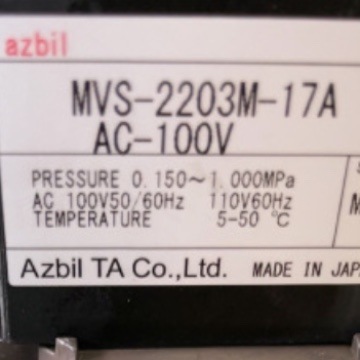 azbil
MVS-2203M-17A
AC-100V
PRESSURE 0.150～1.000MPa
AC 100V50/60Hz 110V60Hz
TEMPERATURE 5-50 ℃
Azbil TA Co.,Ltd. MADE IN